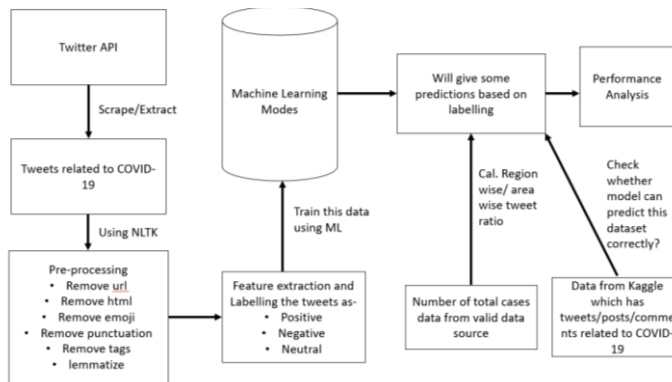 Twitter API
Scrape/Extract
Tweets related to COVID-
19
Using NLTK
Pre-processing
• Remove url
• Remove html
• Remove emoji
• Remove punctuation
• Remove tags
• lemmatize
Feature extraction and
Labelling the tweets as-
• Positive
• Negative
• Neutral
Train this data
using ML
Machine Learning
Modes
Will give some
predictions based on
labelling
Performance
Analysis
Cal. Region
wise/ area
wise tweet
ratio
Number of total cases
data from valid data
source
Check
whether
model can
predict this
dataset
correctly?
Data from Kaggle
which has
tweets/posts/comme
nts related to COVID-
19